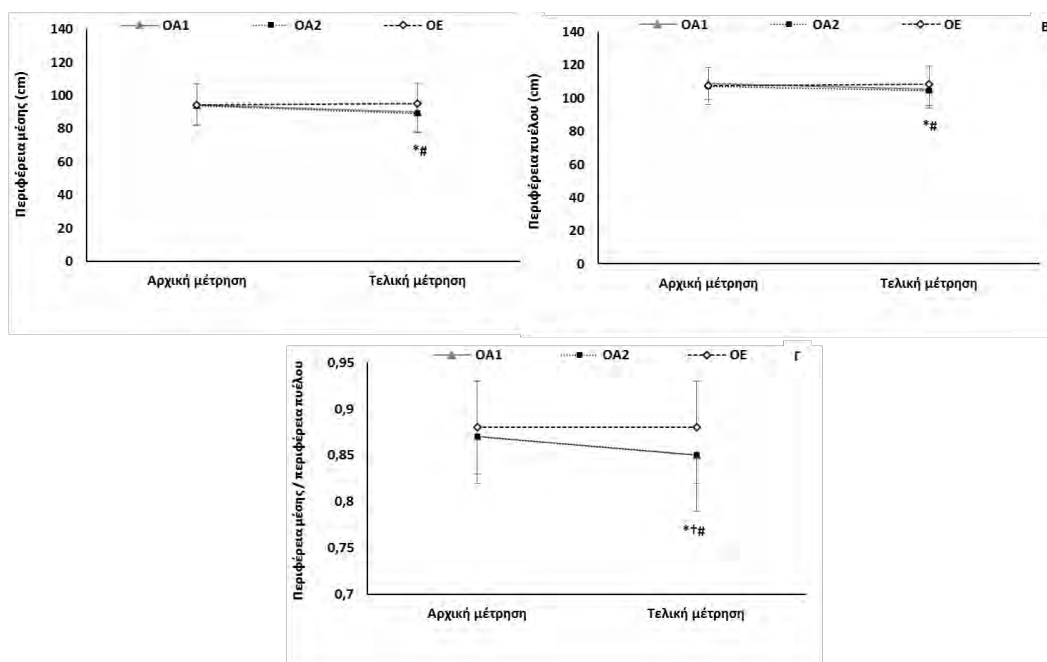 ΟΑ1 ΟΑ2 ΟΕ
Περιφέρεια μέσης (cm)
140
120
100
80
60
40
20
0
*#
Αρχική μέτρηση Τελική μέτρηση
ΟΑ1 ΟΑ2 ΟΕ Β
Περιφέρεια πυέλου (cm)
140
120
100
80
60
40
20
0
*#
Αρχική μέτρηση Τελική μέτρηση
ΟΑ1 ΟΑ2 ΟΕ Γ
Περιφέρεια μέσης / περιφέρεια πυέλου
0,95
0,9
0,85
0,8
0,75
0,7
*†#
Αρχική μέτρηση Τελική μέτρηση